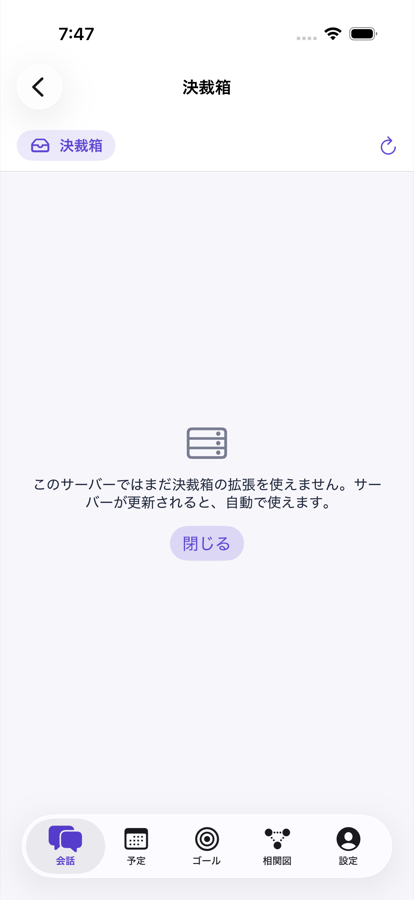 7:47
決裁箱
決裁箱
このサーバーではまだ決裁箱の拡張を使えません。サー
バーが更新されると、自動で使えます。
閉じる
会話
予定
ゴール
相関図
設定